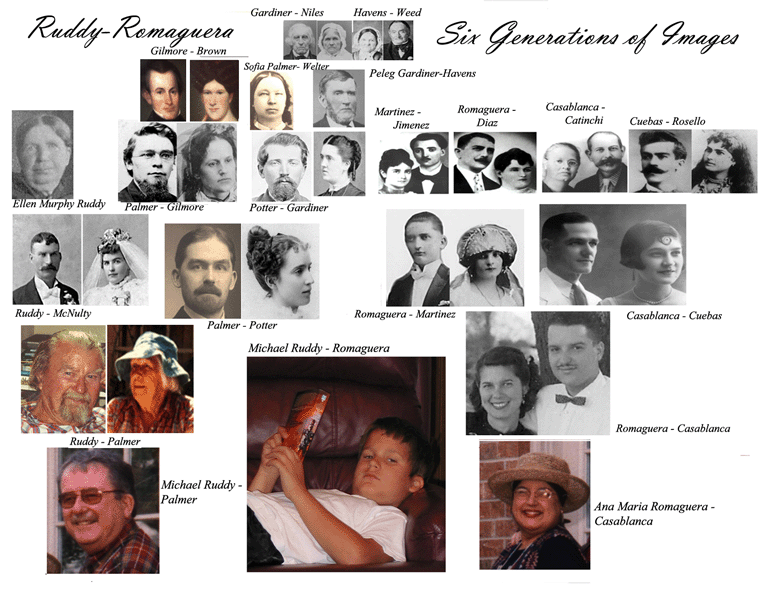 Ruddy-Romaguera
Gardiner - Niles
Havens - Weed
Six Generations of Images
Gilmore - Brown
Sofia Palmer- Welter
Peleg Gardiner-Havens
Martinez -
Jimenez
Romaguera -
Diaz
Casablanca -
Catinchi
Cuebas - Rosello
Ellen Murphy Ruddy
Palmer - Gilmore
Potter - Gardiner
Ruddy - McNulty
Palmer - Potter
Romaguera - Martinez
Casablanca - Cuebas
Michael Ruddy - Romaguera
Romaguera - Casablanca
Ruddy - Palmer
Michael Ruddy -
Palmer
Ana Maria Romaguera -
Casablanca